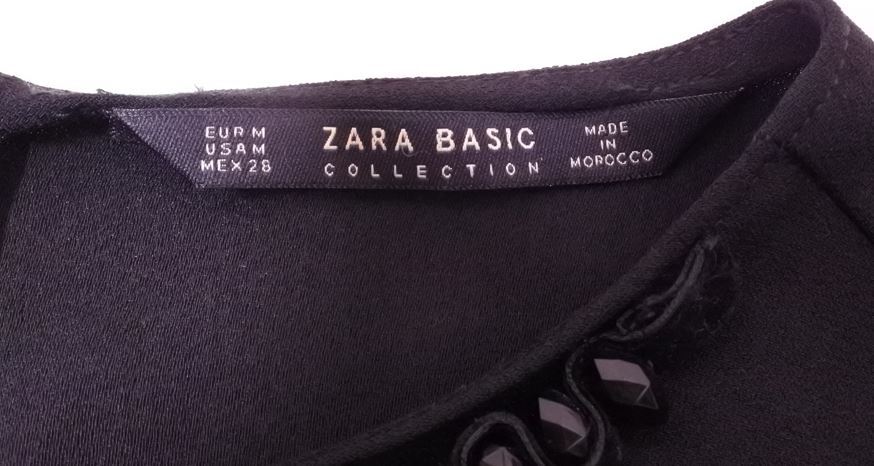 EUR M
USA M
MEX 28
ZARA BASIC
COLLECTION
MADE
IN
MOROCCO